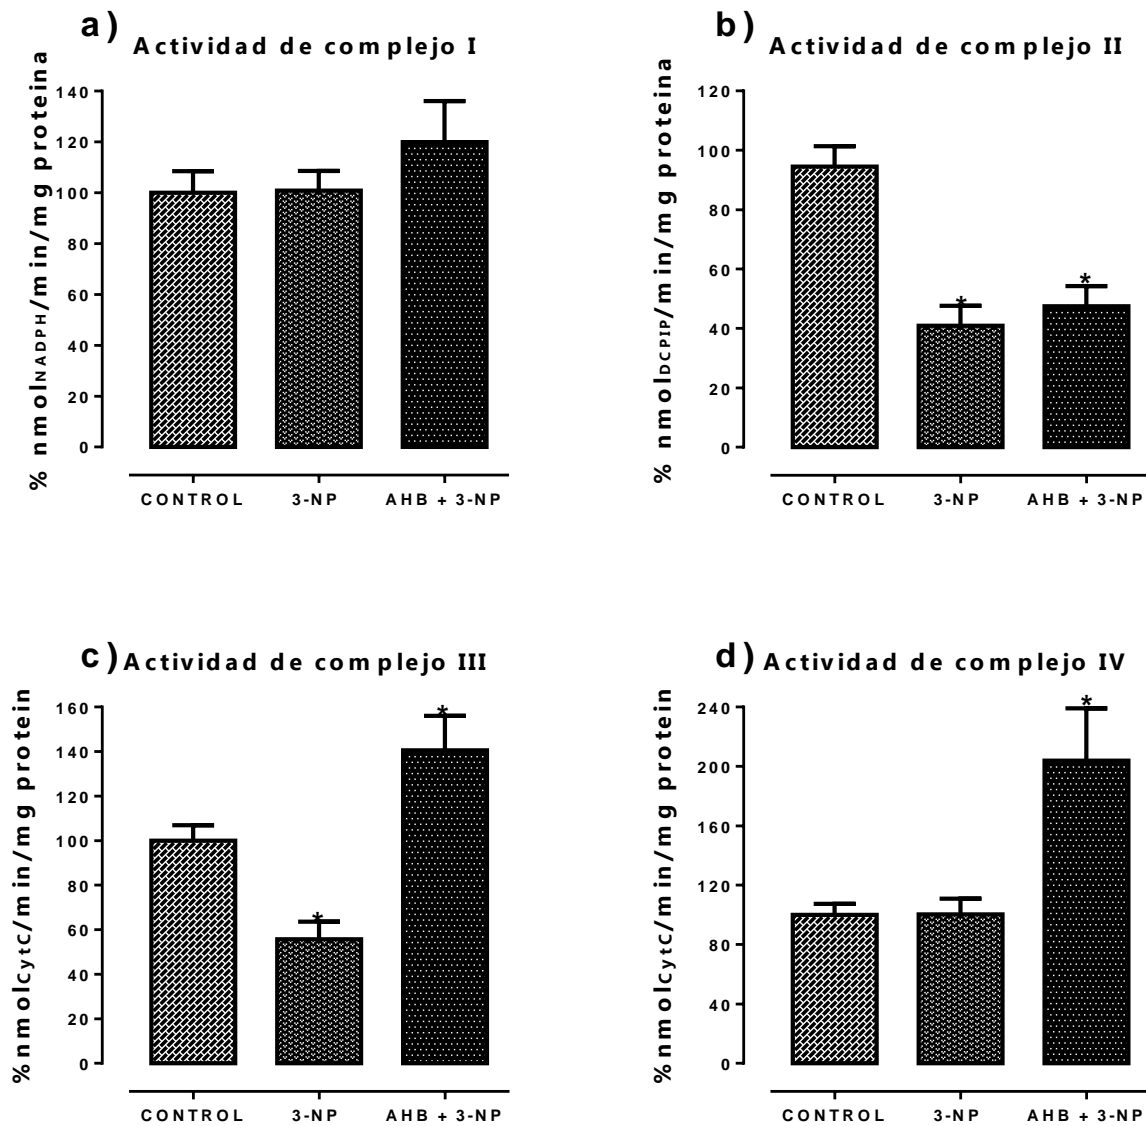 a)
Actividad de complejo I
% nmolNADPH/min/mg proteina
140
120
100
80
60
40
20
0
CONTROL 3-NP AHB + 3-NP
b)
Actividad de complejo II
% nmolDCPIP/min/mg proteina
120
100
80
60
40
20
0
*
*
CONTROL 3-NP AHB + 3-NP
c)
Actividad de complejo III
%nmolCytC/min/mg protein
160
140
120
100
80
60
40
20
0
*
*
CONTROL 3-NP AHB + 3-NP
d)
Actividad de complejo IV
%nmolCytC/min/mg protein
240
200
160
120
80
40
0
*
CONTROL 3-NP AHB + 3-NP